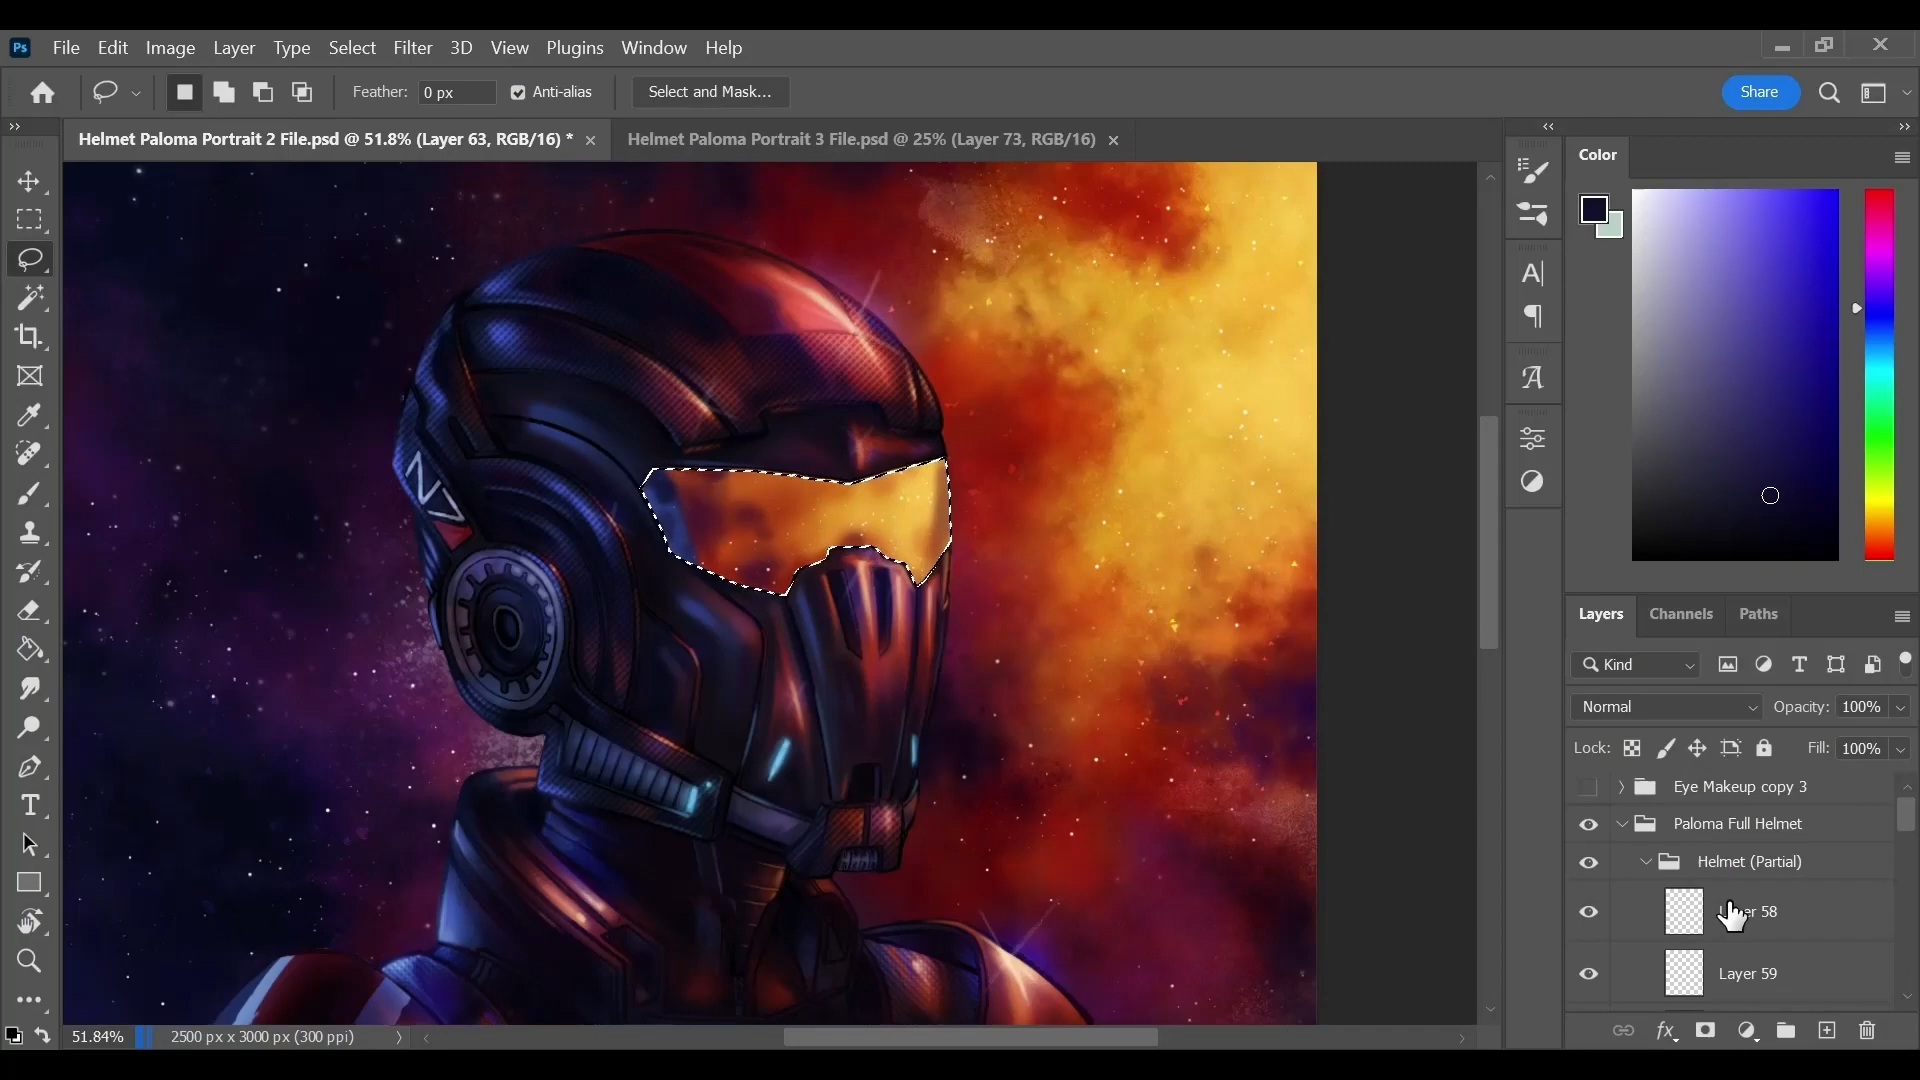 Ps File Edit Image Layer Type Select Filter 3D View Plugins Window Help
Feather: 0 px Anti-alias Select and Mask... Share
Helmet Paloma Portrait 2 File.psd @ 51.8% (Layer 63, RGB/16) * Helmet Paloma Portrait 3 File.psd @ 25% (Layer 73, RGB/16)
Color
N7
Layers Channels Paths
Kind
Normal Opacity: 100%
Lock: Fill: 100%
Eye Makeup copy 3
Paloma Full Helmet
Helmet (Partial)
Layer 58
Layer 59
51.84% 2500 px x 3000 px (300 ppi)